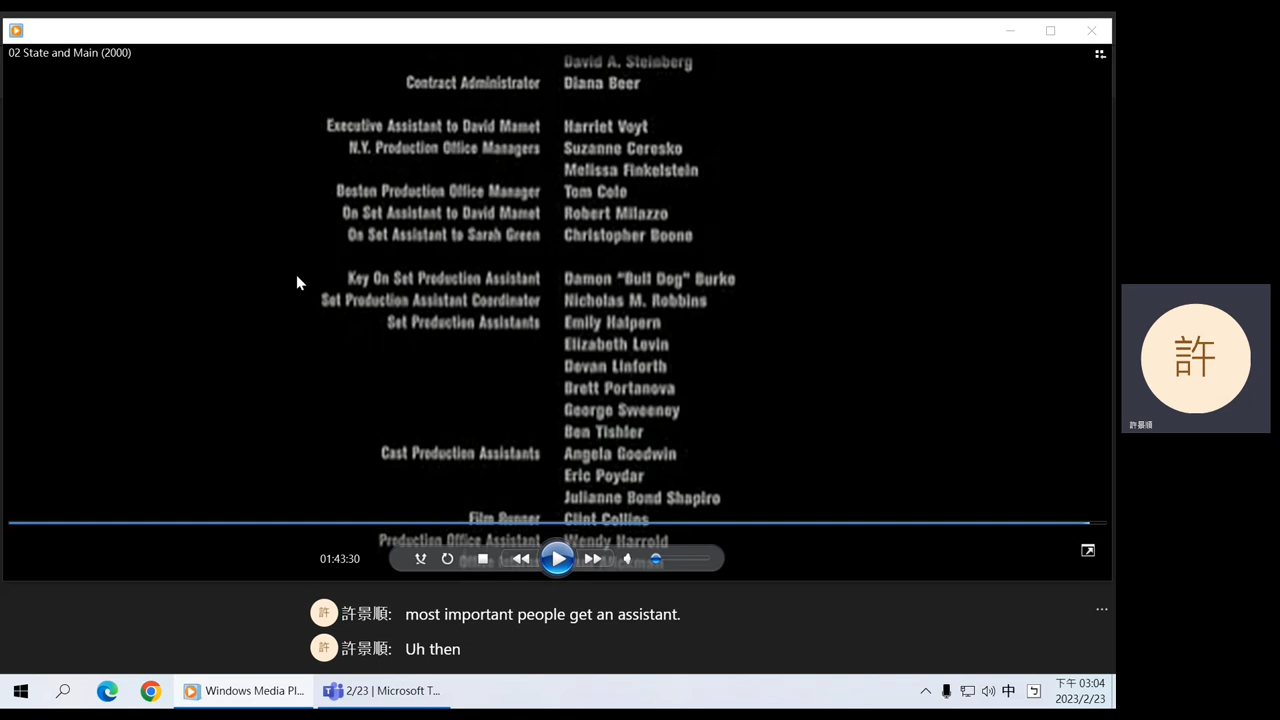 02 State and Main (2000)
David A. Steinberg
Contract Administrator Diana Beer
Executive Assistant to David Mamet Harriet Voyt
N.Y. Production Office Managers Suzanne Ceresko
Melissa Finkelstein
Boston Production Office Manager Tom Cole
On Set Assistant to David Mamet Robert Milazzo
On Set Assistant to Sarah Green Christopher Boone
Key On Set Production Assistant Damon "Bull Dog" Burke
Set Production Assistant Coordinator Nicholas M. Robbins
Set Production Assistants Emily Halpern
Elizabeth Levin
Devan Linforth
Brett Portanova
George Sweeney
Ben Tishler
Cast Production Assistants Angela Goodwin
Eric Poydar
Julianne Bond Shapiro
Film Runner Clint Collins
Production Office Assistant Wendy Harrold
01:43:30
許
許景順
許 許景順: most important people get an assistant.
許 許景順: Uh then
Windows Media Pl...
2/23 | Microsoft T...
中
下午 03:04
2023/2/23